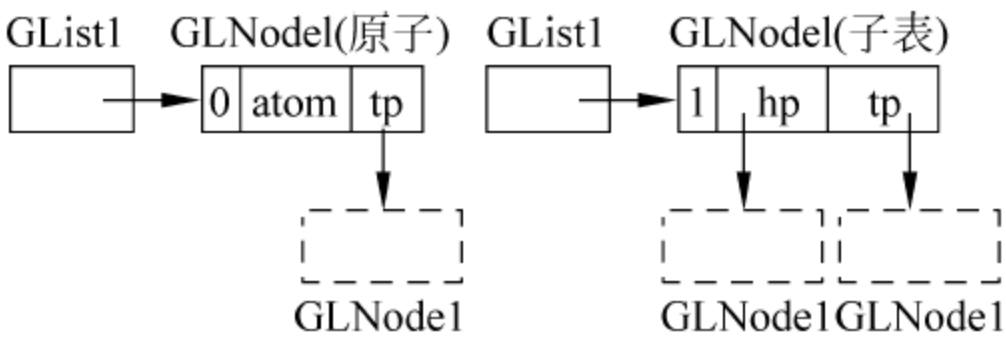 GList1 GLNodel(原子) GList1 GLNodel(子表)
0 atom tp 1 hp tp
GLNode1 GLNode1 GLNode1